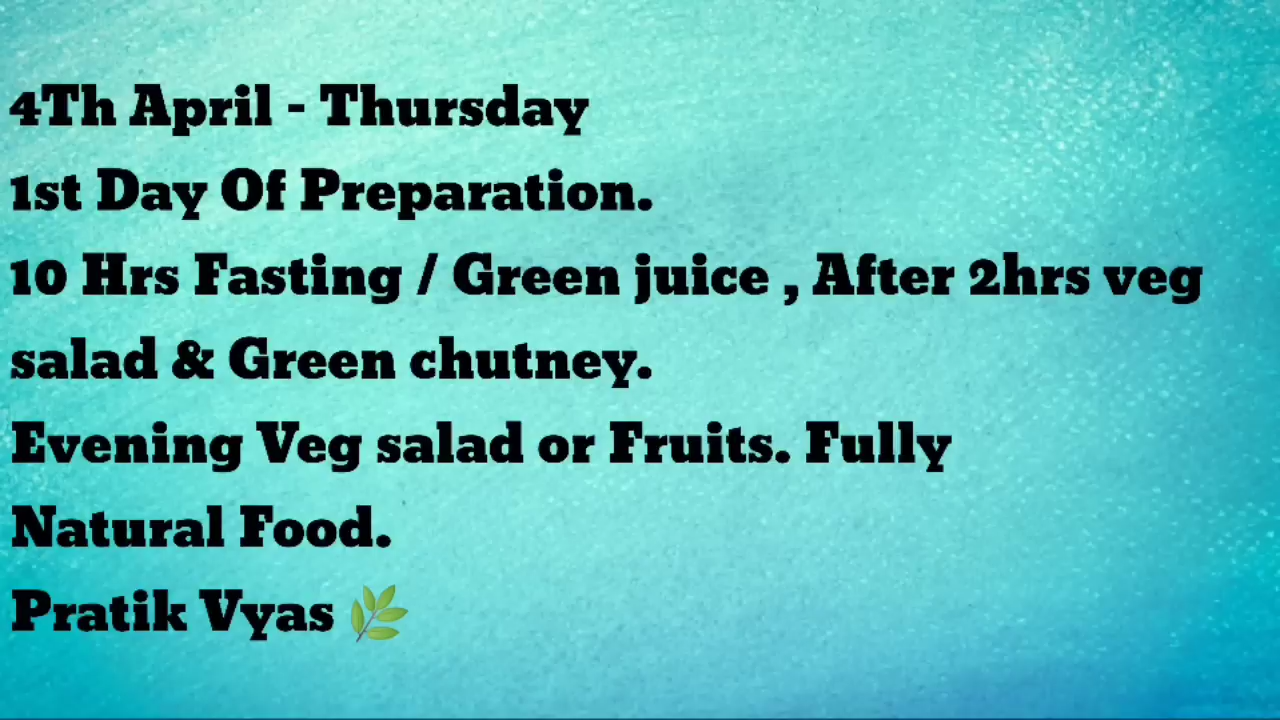 4Th April - Thursday
1st Day Of Preparation.
10 Hrs Fasting / Green juice , After 2hrs veg
salad & Green chutney.
Evening Veg salad or Fruits. Fully
Natural Food.
Pratik Vyas 🌿